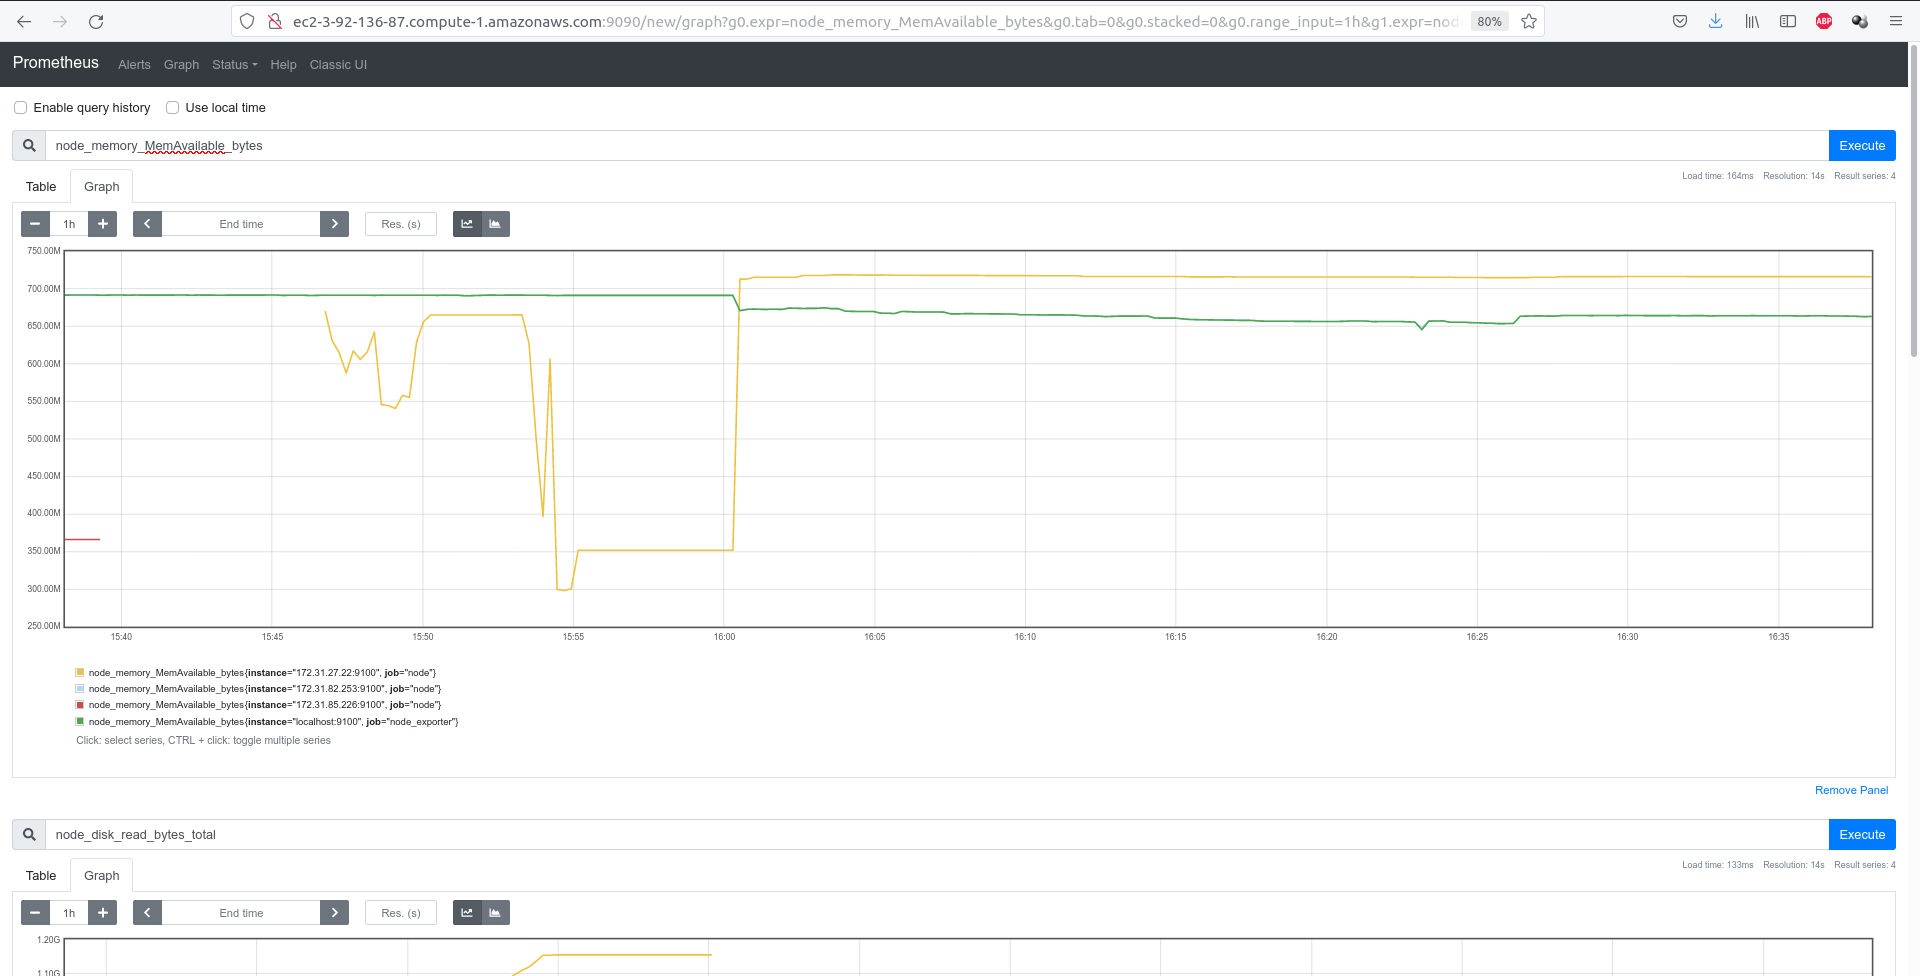 ec2-3-92-136-87.compute-1.amazonaws.com:9090/new/graph?g0.expr=node_memory_MemAvailable_bytes&g0.tab=0&g0.stacked=0&g0.range_input=1h&g1.expr=nod 80% ABP
Prometheus Alerts Graph Status Help Classic UI
Enable query history Use local time
node_memory_MemAvailable_bytes Execute
Table Graph Load time: 164ms Resolution: 14s Result series: 4
1h End time Res. (s)
750.00M
700.00M
650.00M
600.00M
550.00M
500.00M
450.00M
400.00M
350.00M
300.00M
250.00M
15:40 15:45 15:50 15:55 16:00 16:05 16:10 16:15 16:20 16:25 16:30 16:35
node_memory_MemAvailable_bytes{instance="172.31.27.22:9100", job="node"}
node_memory_MemAvailable_bytes{instance="172.31.82.253:9100", job="node"}
node_memory_MemAvailable_bytes{instance="172.31.85.226:9100", job="node"}
node_memory_MemAvailable_bytes{instance="localhost:9100", job="node_exporter"}
Click: select series, CTRL + click: toggle multiple series
Remove Panel
node_disk_read_bytes_total Execute
Table Graph Load time: 133ms Resolution: 14s Result series: 4
1h End time Res. (s)
1.20G
1.10G